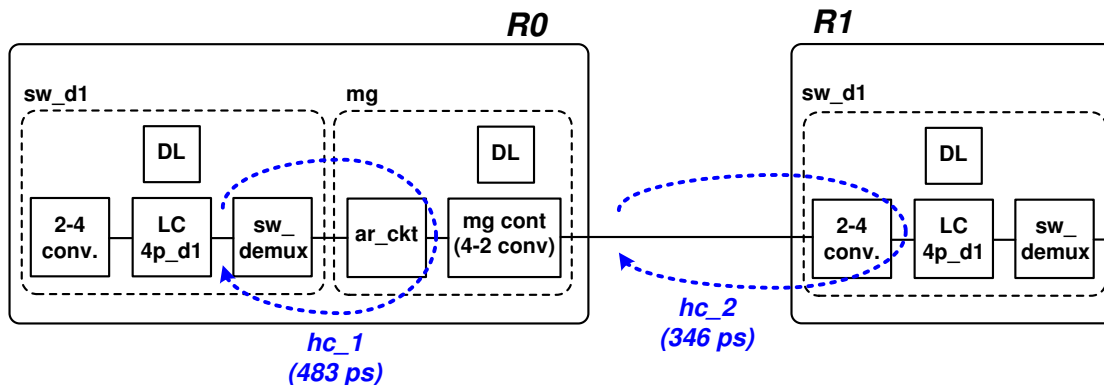 R0
R1
sw_d1
mg
sw_d1
DL
DL
DL
2-4
conv.
LC
4p_d1
sw_
demux
ar_ckt
mg cont
(4-2 conv)
2-4
conv.
LC
4p_d1
sw_
demux
hc_1
(483 ps)
hc_2
(346 ps)